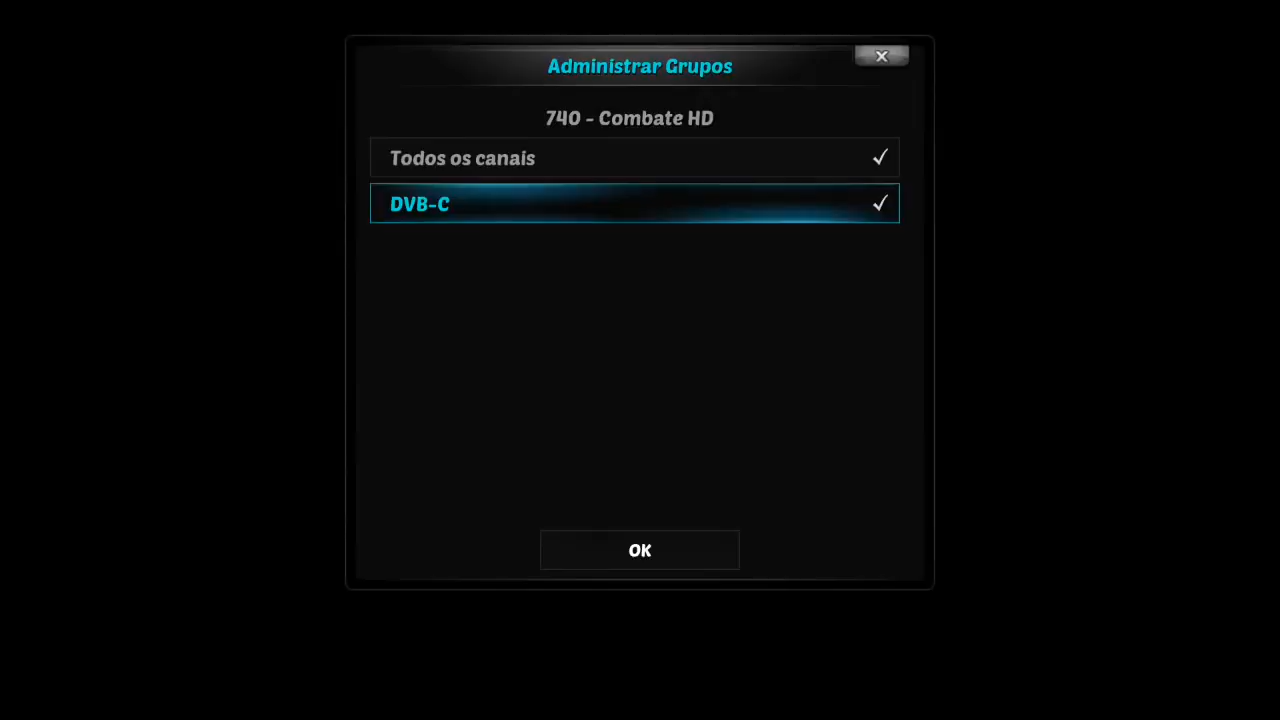 Administrar Grupos
740 - Combate HD
Todos os canais
DVB-C
OK